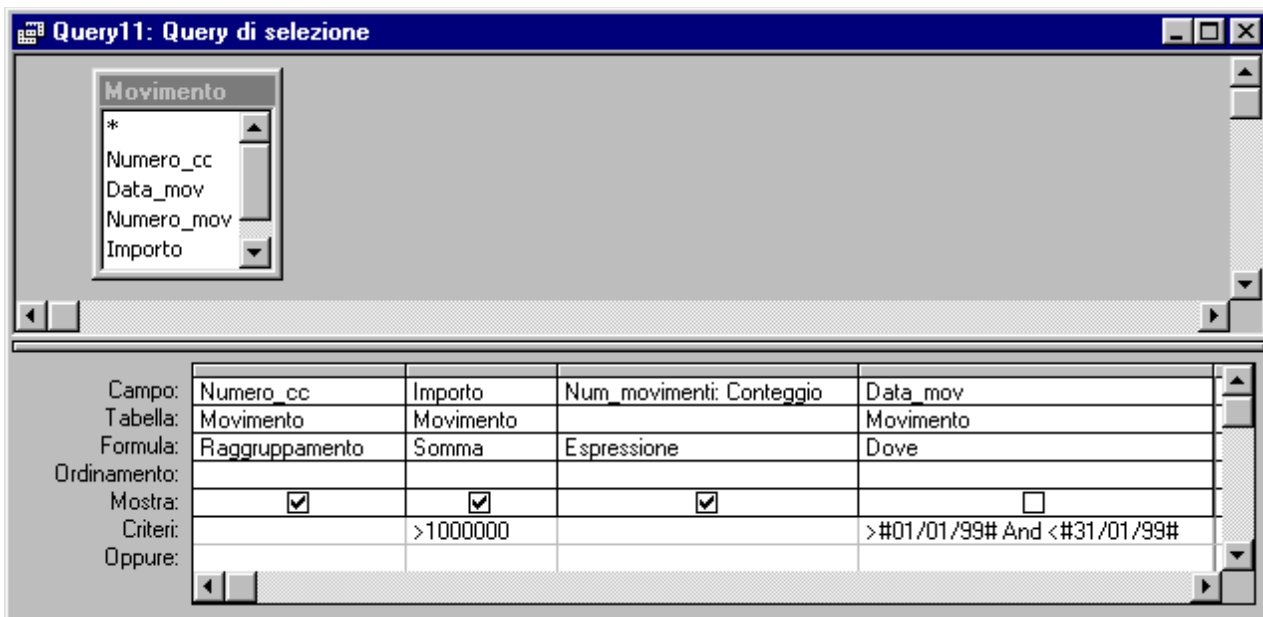 Query11: Query di selezione
Movimento
*
Numero_cc
Data_mov
Numero_mov
Importo
Campo: Numero_cc Importo Num_movimenti: Conteggio Data_mov
Tabella: Movimento Movimento Movimento
Formula: Raggruppamento Somma Espressione Dove
Ordinamento:
Mostra:
Criteri: >1000000 >#01/01/99# And <#31/01/99#
Oppure: